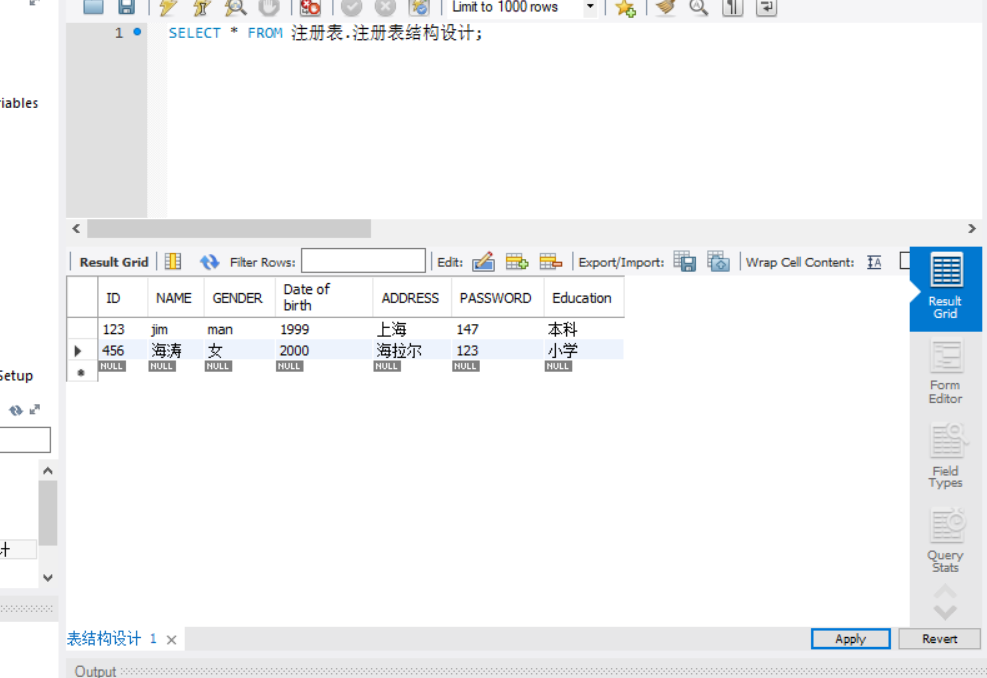 Limit to 1000 rows
1 SELECT * FROM 注册表.注册表结构设计;
iables
Result Grid Filter Rows: Edit: Export/Import: Wrap Cell Content: IA
ID NAME GENDER Date of birth ADDRESS PASSWORD Education
123 jim man 1999 上海 147 本科
456 海涛 女 2000 海拉尔 123 小学
NULL NULL NULL NULL NULL NULL NULL
Result
Grid
Form
Editor
Field
Types
Query
Stats
Setup
计
表结构设计 1
Apply Revert
Output